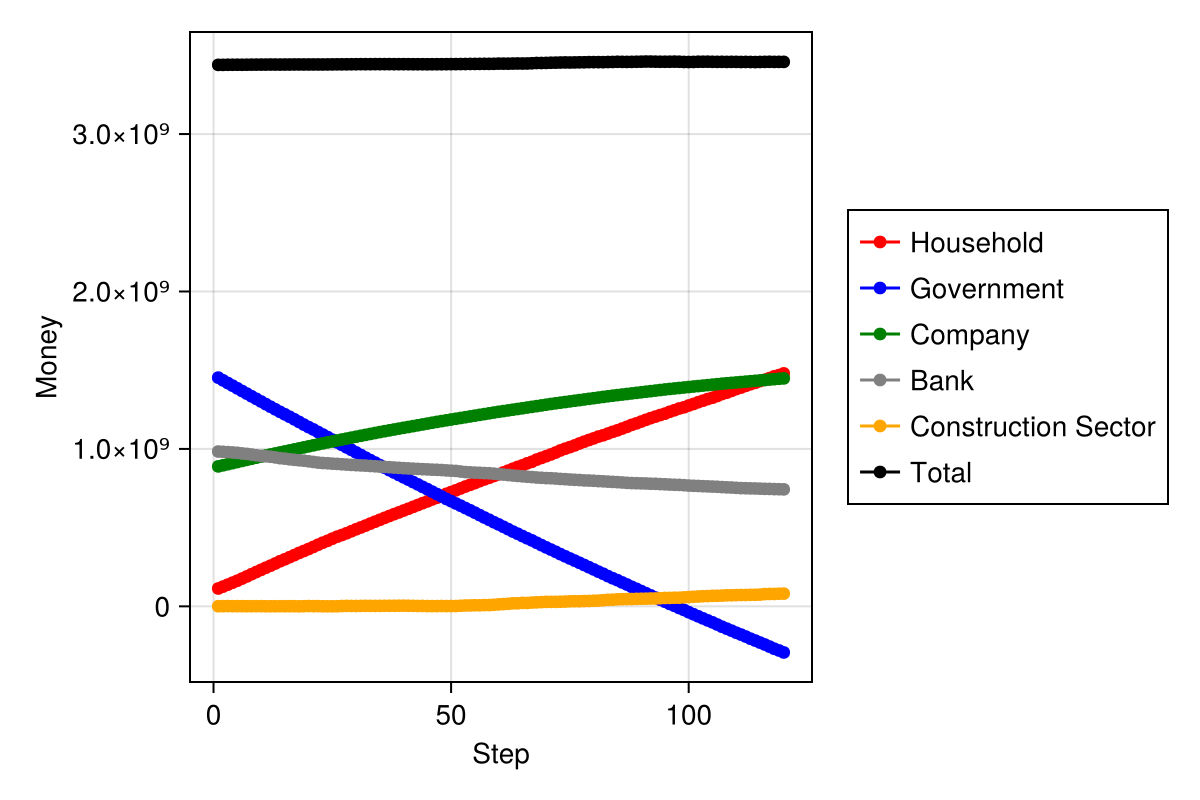 3.0×10⁹
2.0×10⁹
1.0×10⁹
0
Money
0
50
100
Step
Household
Government
Company
Bank
Construction Sector
Total